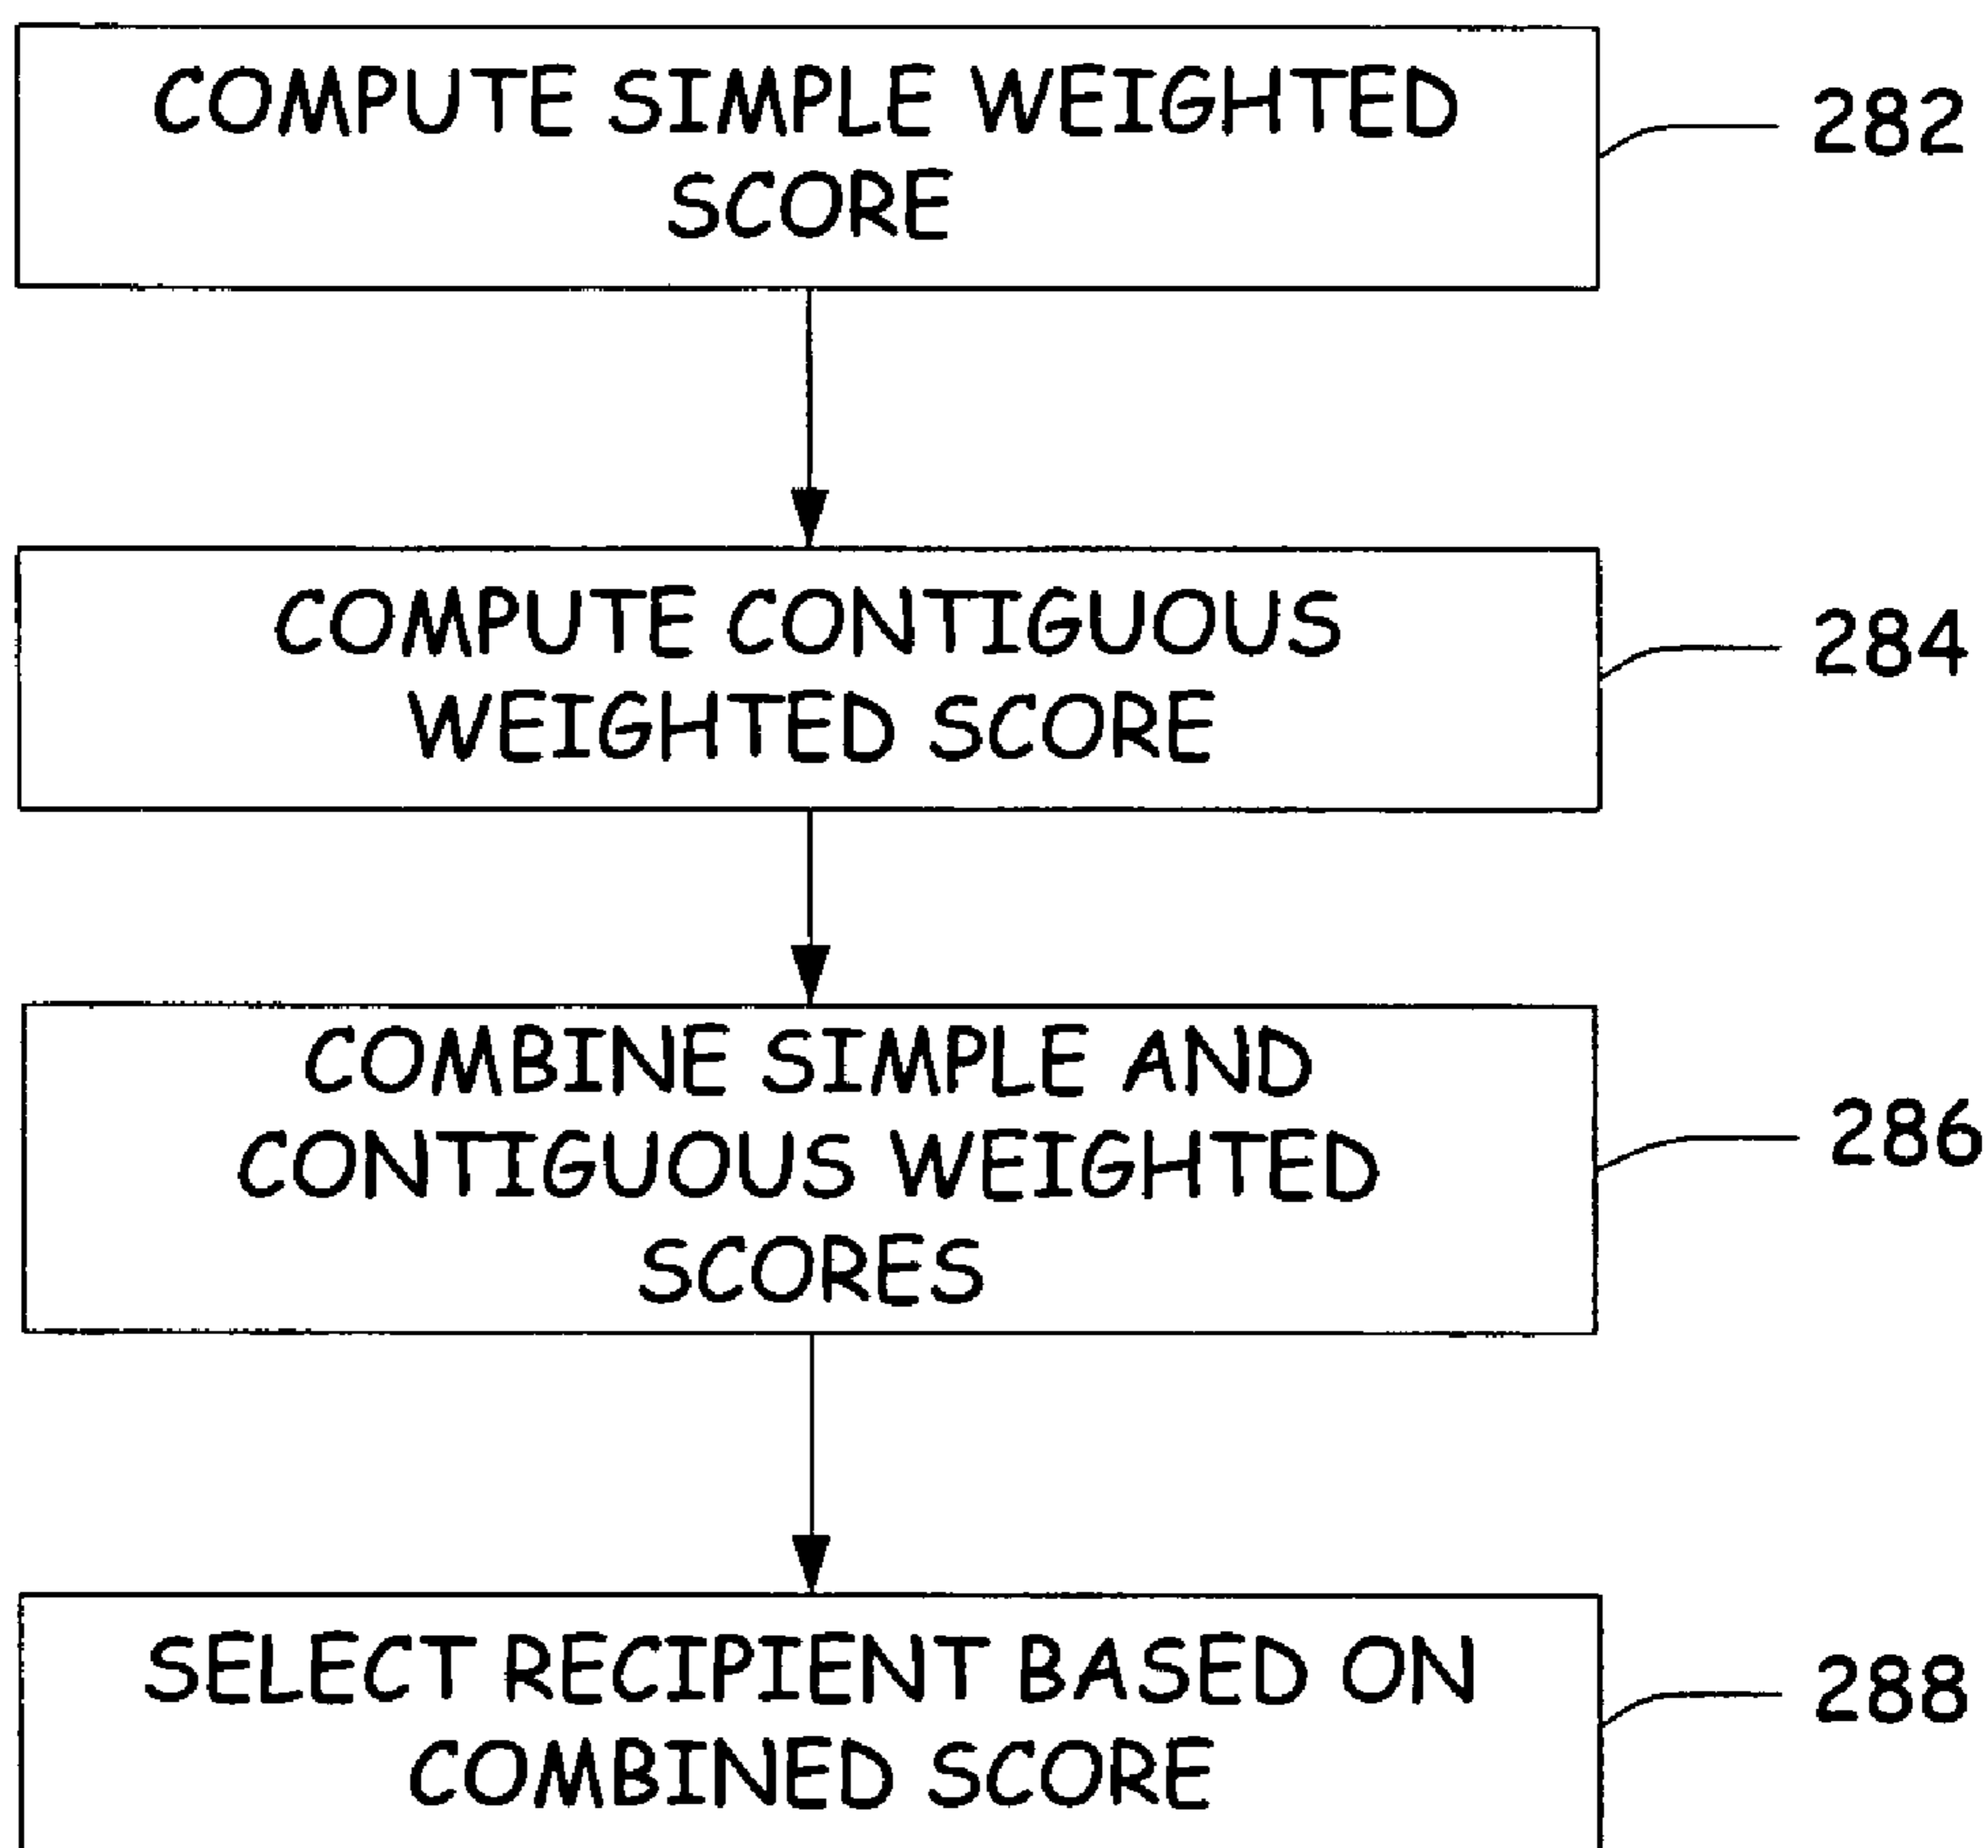 COMPUTE SIMPLE WEIGHTED
SCORE
282
COMPUTE CONTIGUOUS
WEIGHTED SCORE
284
COMBINE SIMPLE AND
CONTIGUOUS WEIGHTED
SCORES
286
SELECT RECIPIENT BASED ON
COMBINED SCORE
288